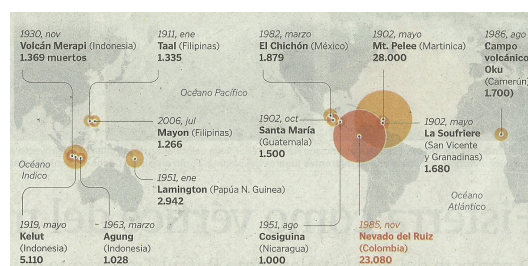 1930, nov
Volcán Merapi (Indonesia)
1.369 muertos
1911, ene
Taal (Filipinas)
1.335
1982, marzo
El Chichón (México)
1.879
1902, mayo
Mt. Pelee (Martinica)
28.000
1986, ago
Campo
volcánico
Oku
(Camerún)
1.700)
Océano Pacífico
2006, jul
Mayon (Filipinas)
1.266
1902, oct
Santa María
(Guatemala)
1.500
1902, mayo
La Soufriere
(San Vicente
y Granadinas)
1.680
Océano
Indico
1951, ene
Lamington (Papúa N. Guinea)
2.942
Océano
Atlántico
1919, mayo
Kelut
(Indonesia)
5.110
1963, marzo
Agung
(Indonesia)
1.028
1951, ago
Cosiguina
(Nicaragua)
1.000
1985, nov
Nevado del Ruiz
(Colombia)
23.080